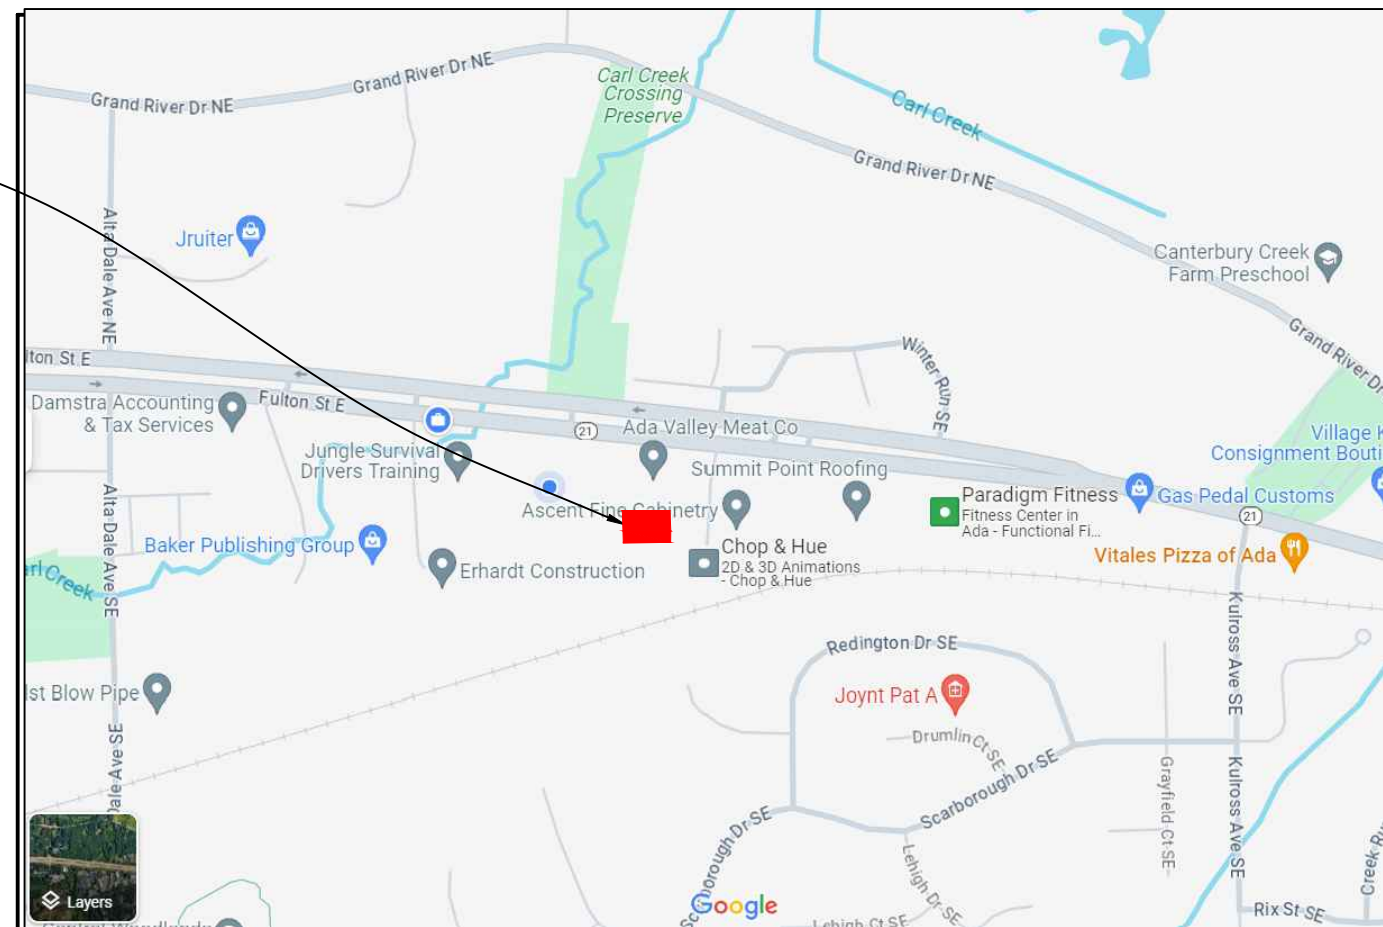 Grand River Dr NE
Grand River Dr NE
Carl Creek
Crossing
Preserve
Carl Creek
Grand River Dr NE
Alta Dale Ave NE
Jruiter
Canterbury Creek
Farm Preschool
Grand River Dr
lton St E
Winter Run SE
Damstra Accounting
& Tax Services
Fulton St E
21
Ada Valley Meat Co
Village K
Consignment Bouti
Jungle Survival
Drivers Training
Summit Point Roofing
Paradigm Fitness
Fitness Center in
Ada - Functional Fi...
Gas Pedal Customs
21
Ascent Fine Cabinetry
Alta Dale Ave SE
Baker Publishing Group
Chop & Hue
2D & 3D Animations
- Chop & Hue
Vitales Pizza of Ada
Erhardt Construction
arl Creek
Kulross Ave SE
Redington Dr SE
Joynt Pat A
Ist Blow Pipe
Drumlin Ct SE
Scarborough Dr SE
Grayfield Ct SE
Kulross Ave SE
Scarborough Dr SE
Lehigh Dr SE
Layers
Google
Lehigh Ct SE
Rix St SE